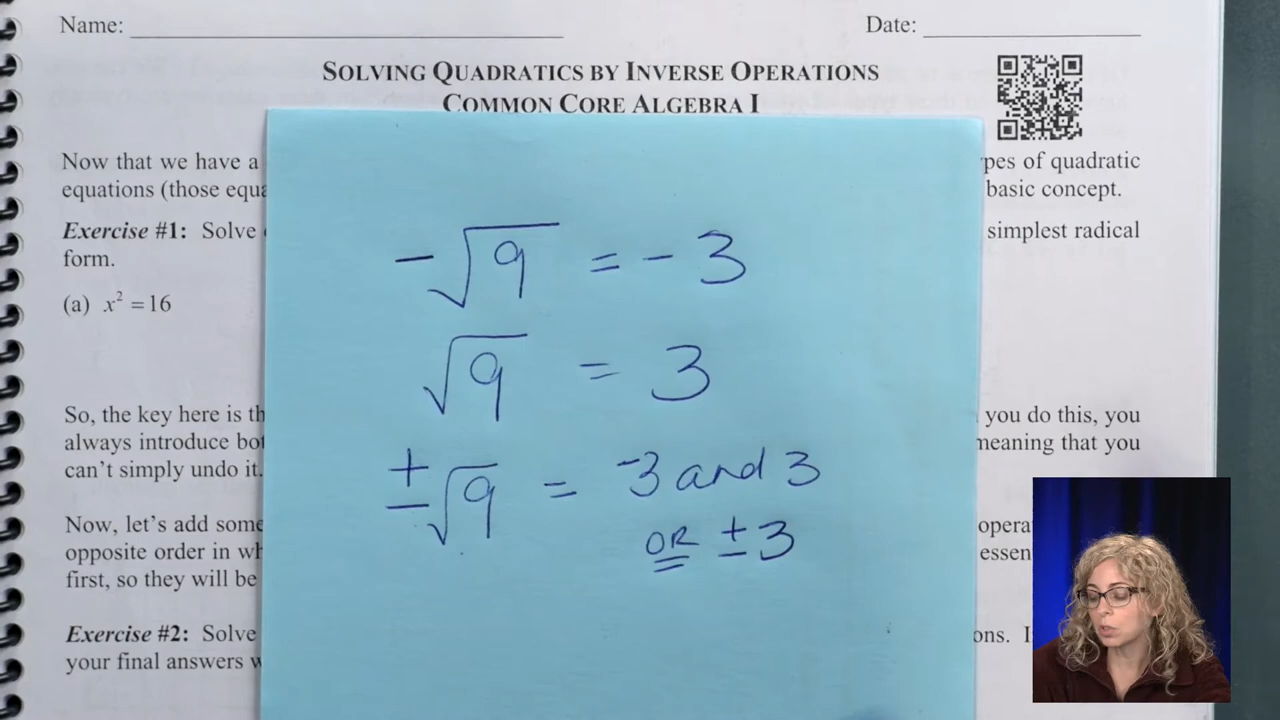 Name:
Date:
SOLVING QUADRATICS BY INVERSE OPERATIONS
COMMON CORE ALGEBRA I
Now that we have a
pes of quadratic
equations (those equa
basic concept.
Exercise #1: Solve
simplest radical
form.
(a) x² = 16
-√9 = -3
√9 = 3
±√9 = -3 and 3
OR ±3
So, the key here is th
you do this, you
always introduce bot
meaning that you
can't simply undo it.
Now, let's add some
opera
opposite order in wh
essen
first, so they will be
Exercise #2: Solve
ons. I
your final answers w